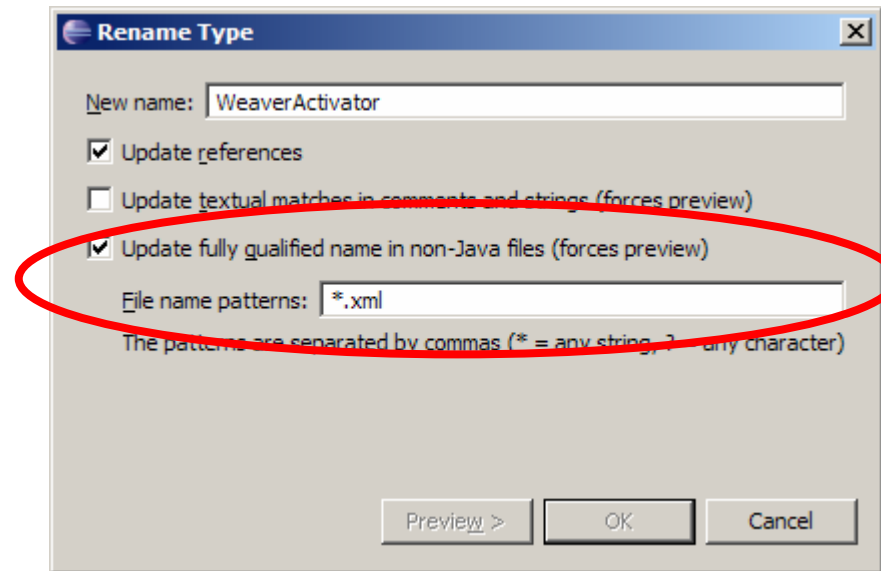 Rename Type
New name: WeaverActivator
Update references
Update textual matches in comments and strings (forces preview)
Update fully qualified name in non-Java files (forces preview)
File name patterns: *.xml
The patterns are separated by commas (* = any string, ? = any character)
Preview > OK Cancel